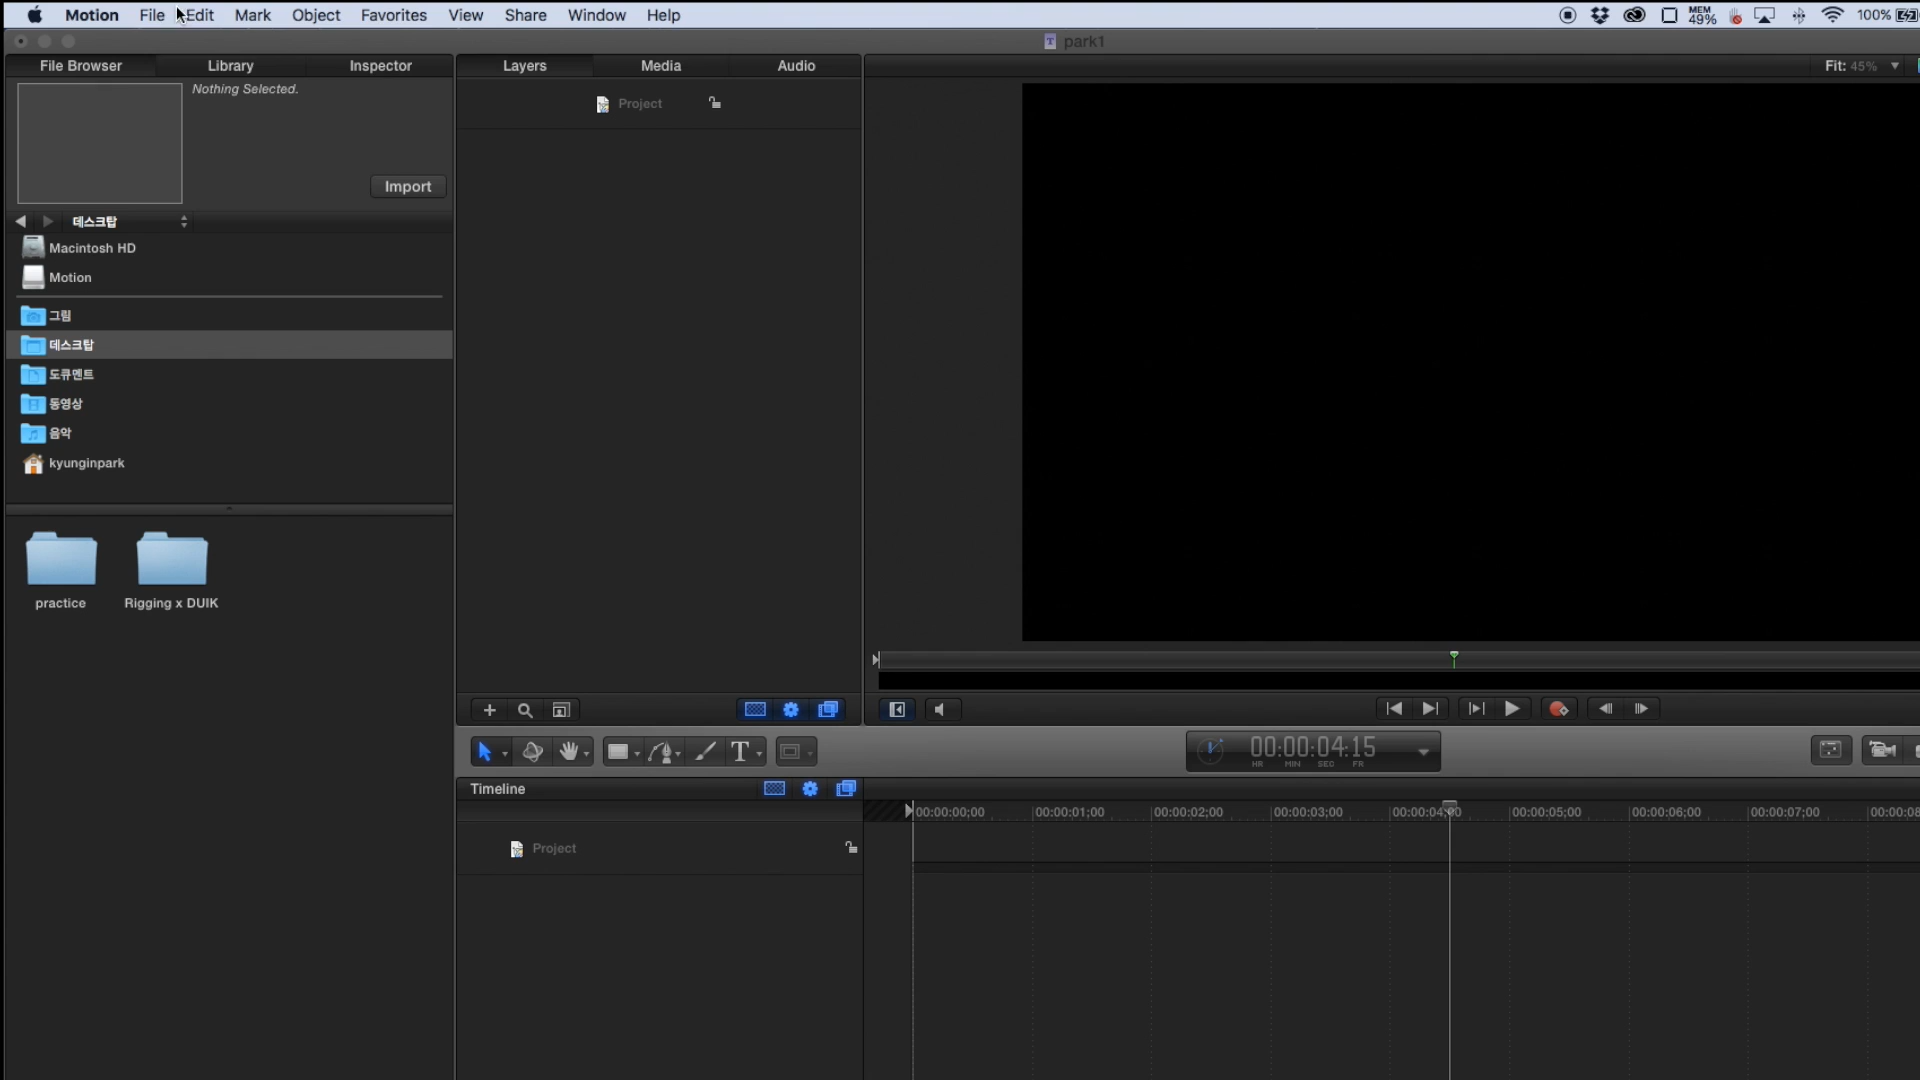 Motion File Edit Mark Object Favorites View Share Window Help MEM 49% 100%
park1
File Browser Library Inspector Layers Media Audio Fit: 45%
Nothing Selected.
Project
Import
데스크탑
Macintosh HD
Motion
그림
데스크탑
도큐멘트
동영상
음악
kyunginpark
practice Rigging x DUIK
T 00:00:04:15
HR MIN SEC FR
Timeline
00:00:00;00 00:00:01;00 00:00:02;00 00:00:03;00 00:00:04;00 00:00:05;00 00:00:06;00 00:00:07;00 00:00:08
Project